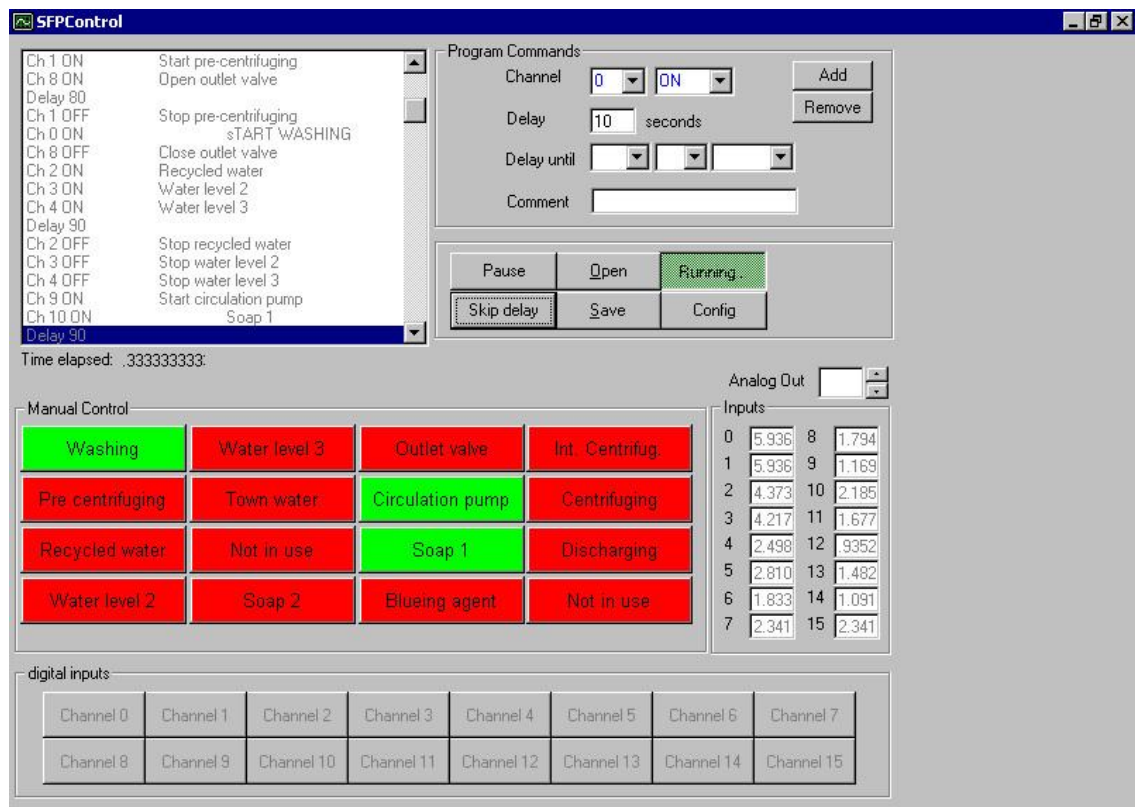 SFPControl
Ch 1 ON Start pre-centrifuging
Ch 8 ON Open outlet valve
Delay 80
Ch 1 OFF Stop pre-centrifuging
Ch 0 ON sTART WASHING
Ch 8 OFF Close outlet valve
Ch 2 ON Recycled water
Ch 3 ON Water level 2
Ch 4 ON Water level 3
Delay 90
Ch 2 OFF Stop recycled water
Ch 3 OFF Stop water level 2
Ch 4 OFF Stop water level 3
Ch 9 ON Start circulation pump
Ch 10 ON Soap 1
Delay 90
Time elapsed: .333333333:
Program Commands
Channel 0 ON Add
Remove
Delay 10 seconds
Delay until
Comment
Pause Open Running..
Skip delay Save Config
Analog Out
Manual Control
Washing Water level 3 Outlet valve Int. Centrifug.
Pre centrifuging Town water Circulation pump Centrifuging
Recycled water Not in use Soap 1 Discharging
Water level 2 Soap 2 Blueing agent Not in use
Inputs
0 5.936 8 1.794
1 5.936 9 1.169
2 4.373 10 2.185
3 4.217 11 1.677
4 2.498 12 .9352
5 2.810 13 1.482
6 1.833 14 1.091
7 2.341 15 2.341
digital inputs
Channel 0 Channel 1 Channel 2 Channel 3 Channel 4 Channel 5 Channel 6 Channel 7
Channel 8 Channel 9 Channel 10 Channel 11 Channel 12 Channel 13 Channel 14 Channel 15